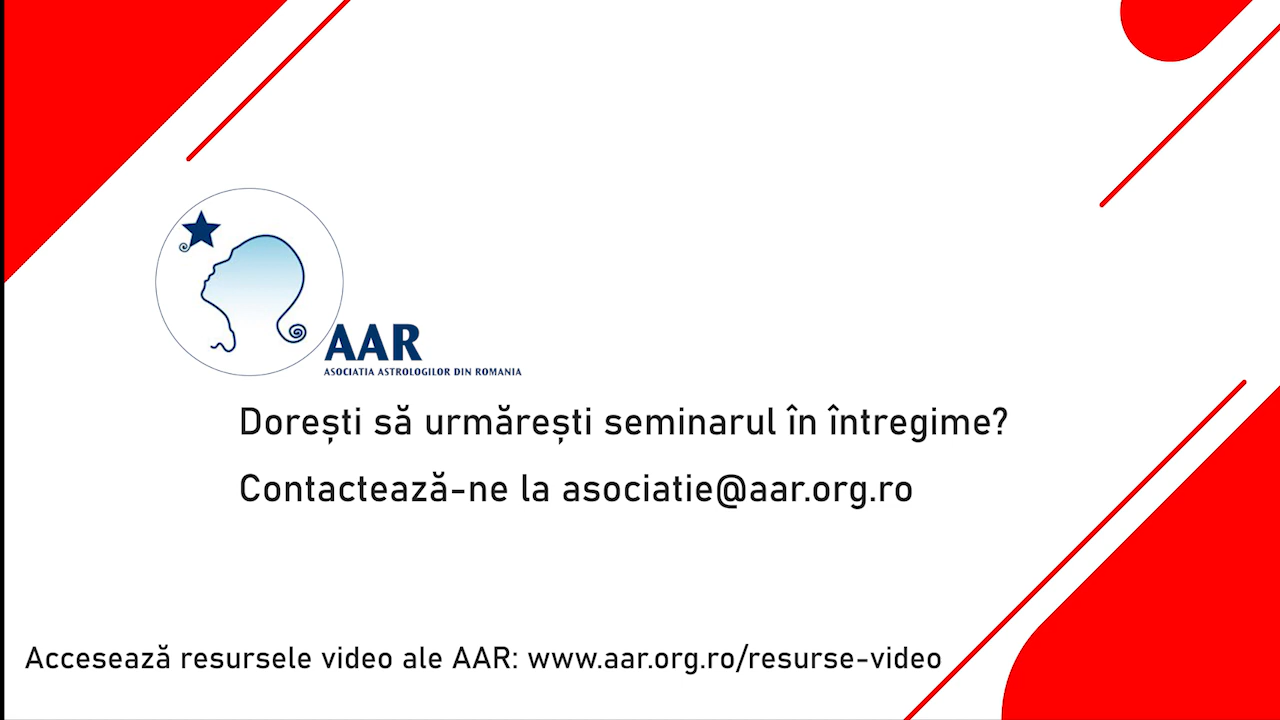 AAR
ASOCIATIA ASTROLOGILOR DIN ROMANIA
Dorești să urmărești seminarul în întregime?
Contactează-ne la asociatie@aar.org.ro
Accesează resursele video ale AAR: www.aar.org.ro/resurse-video